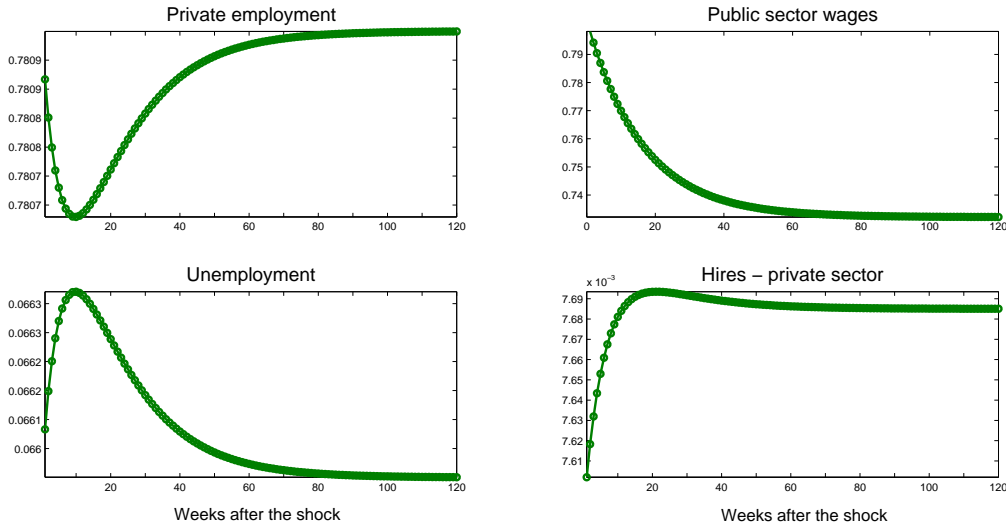 Private employment
0.7809
0.7809
0.7808
0.7808
0.7807
0.7807
20 40 60 80 100 120
Public sector wages
0.79
0.78
0.77
0.76
0.75
0.74
0 20 40 60 80 100 120
Unemployment
0.0663
0.0663
0.0662
0.0662
0.0661
0.066
20 40 60 80 100 120
Weeks after the shock
Hires − private sector
x 10⁻³
7.69
7.68
7.67
7.66
7.65
7.64
7.63
7.62
7.61
20 40 60 80 100 120
Weeks after the shock